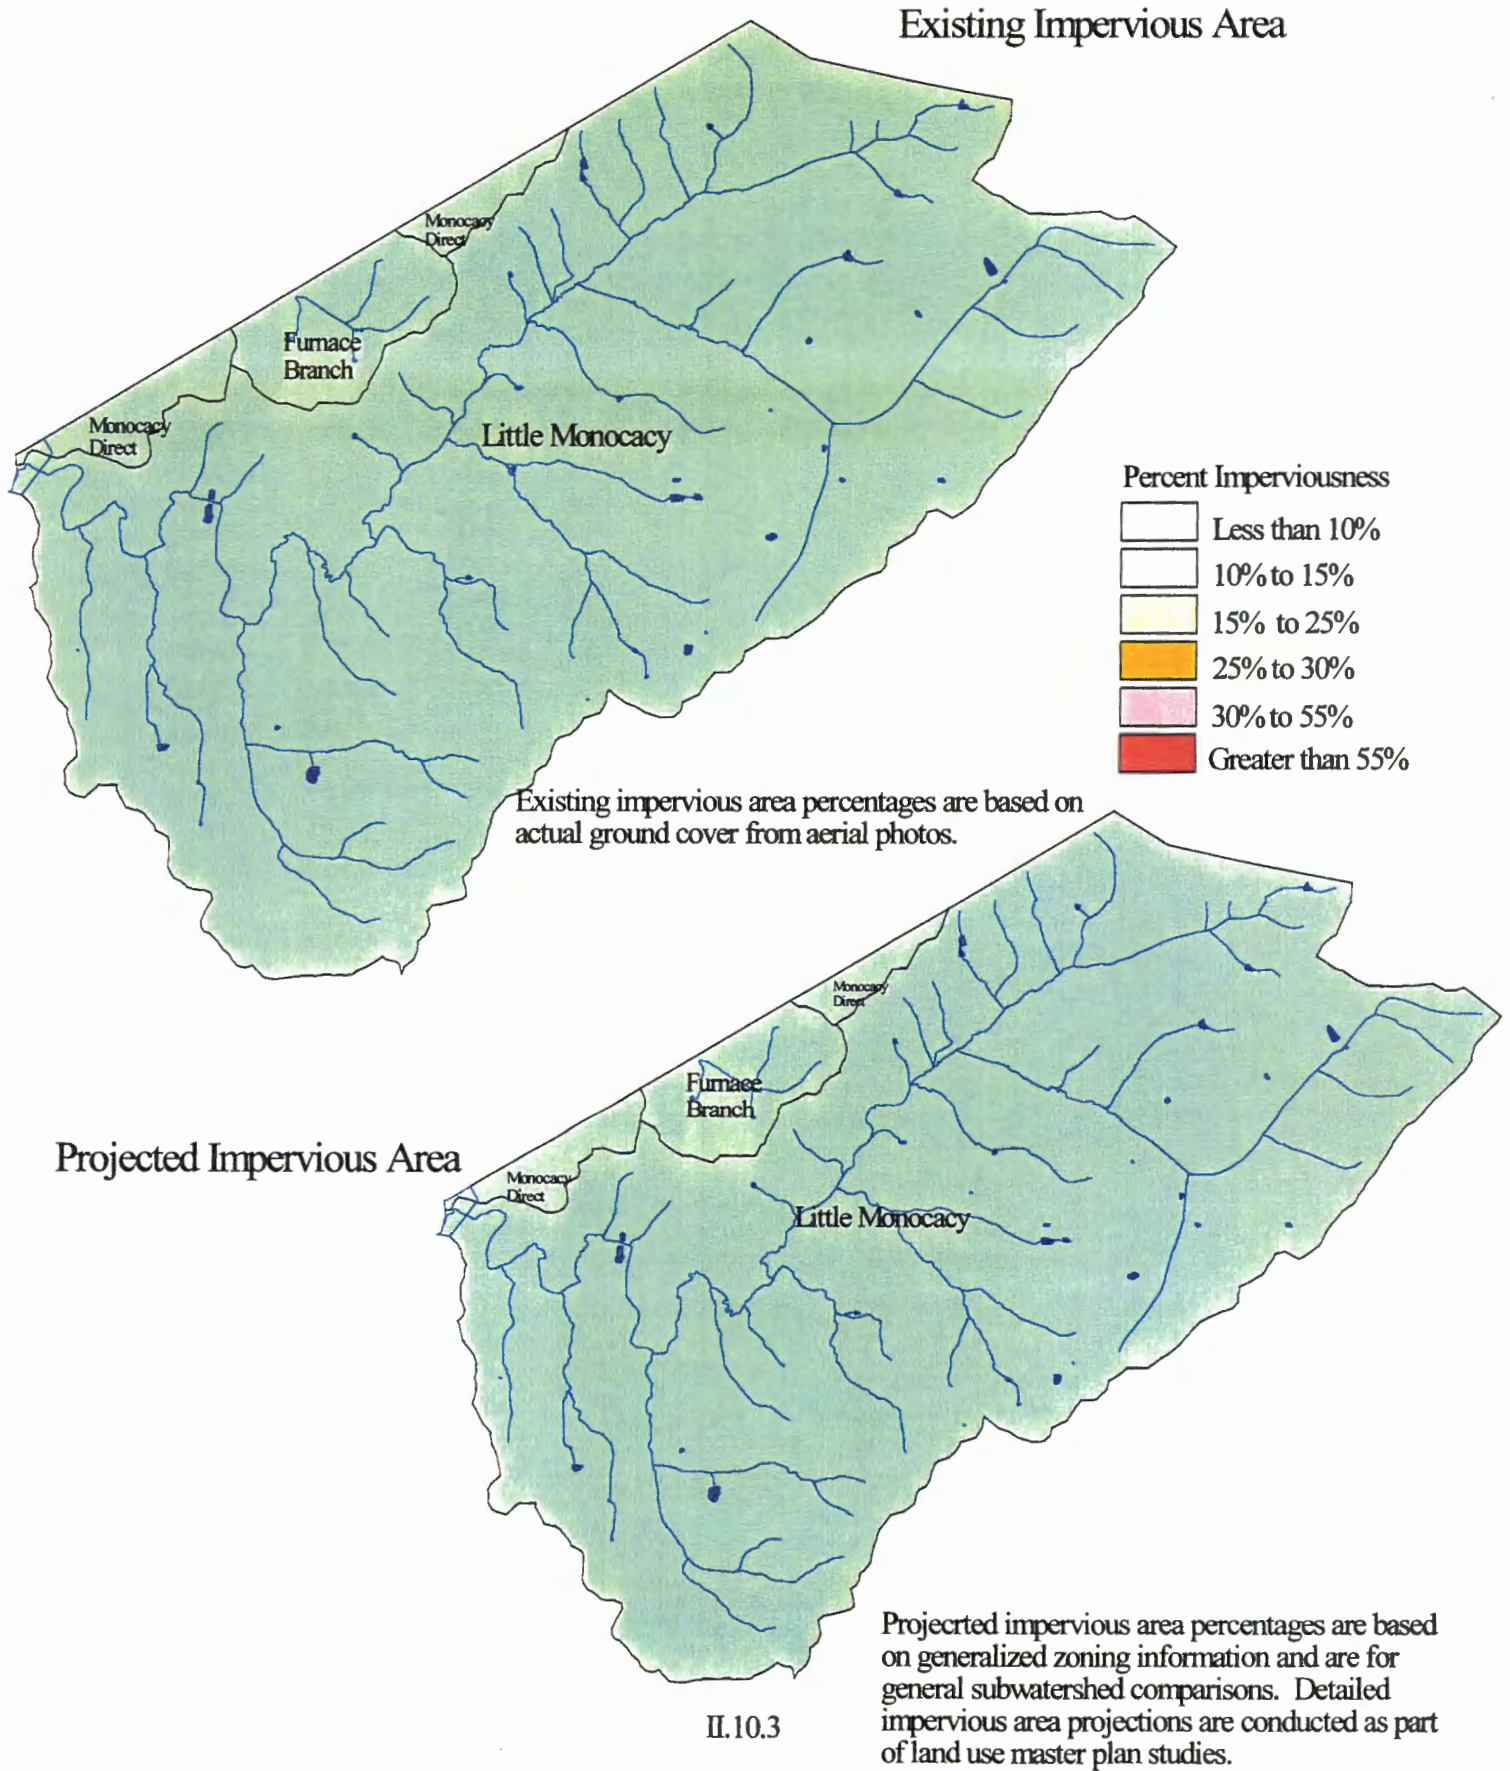 Existing Impervious Area
Monocacy
Direct
Furnace
Branch
Monocacy
Direct
Little Monocacy
Percent Imperviousness
Less than 10%
10% to 15%
15% to 25%
25% to 30%
30% to 55%
Greater than 55%
Existing impervious area percentages are based on
actual ground cover from aerial photos.
Monocacy
Direct
Furnace
Branch
Projected Impervious Area
Monocacy
Direct
Little Monocacy
Projecrted impervious area percentages are based
on generalized zoning information and are for
general subwatershed comparisons. Detailed
impervious area projections are conducted as part
of land use master plan studies.
II.10.3